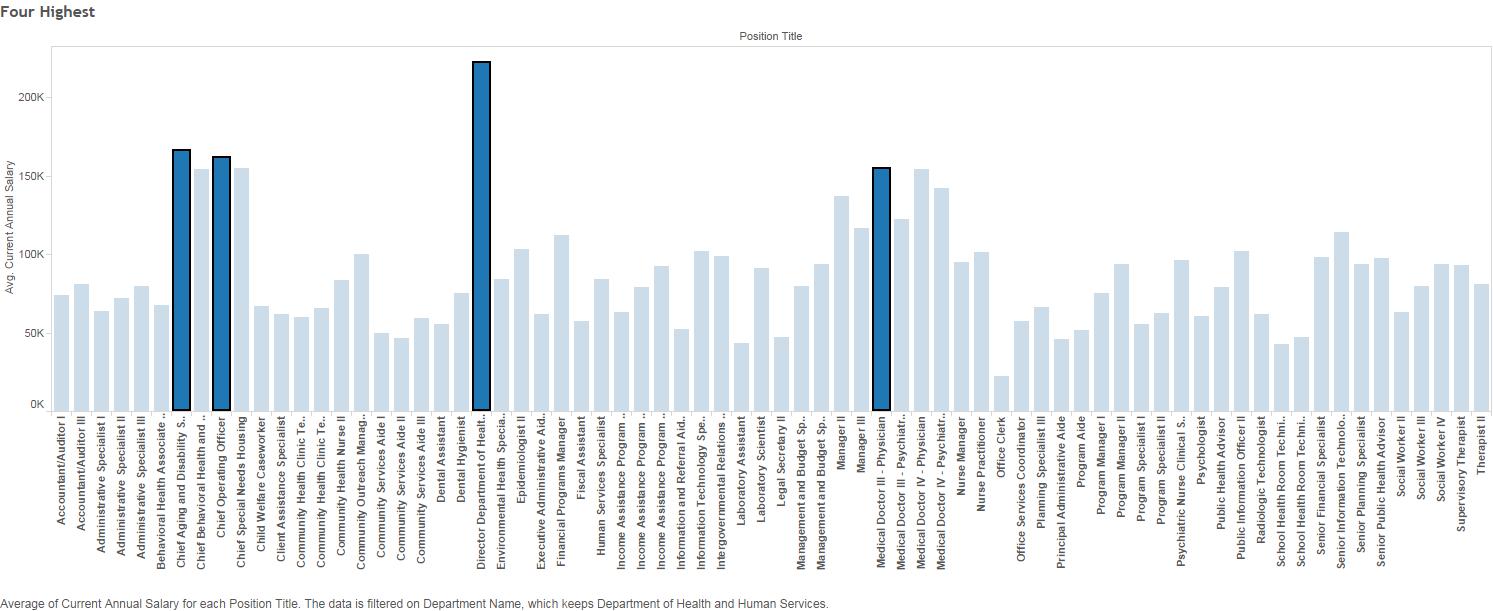 Four Highest
Position Title
Avg. Current Annual Salary
200K
150K
100K
50K
0K
Accountant/Auditor I
Accountant/Auditor III
Administrative Specialist I
Administrative Specialist II
Administrative Specialist III
Behavioral Health Associate ..
Chief Aging and Disability S..
Chief Behavioral Health and ..
Chief Operating Officer
Chief Special Needs Housing
Child Welfare Caseworker
Client Assistance Specialist
Community Health Clinic Te..
Community Health Clinic Te..
Community Health Nurse II
Community Outreach Manag..
Community Services Aide I
Community Services Aide II
Community Services Aide III
Dental Assistant
Dental Hygienist
Director Department of Healt..
Environmental Health Specia..
Epidemiologist II
Executive Administrative Aid..
Financial Programs Manager
Fiscal Assistant
Human Services Specialist
Income Assistance Program ..
Income Assistance Program ..
Income Assistance Program ..
Information and Referral Aid..
Information Technology Spe..
Intergovernmental Relations ..
Laboratory Assistant
Laboratory Scientist
Legal Secretary II
Management and Budget Sp..
Management and Budget Sp..
Manager II
Manager III
Medical Doctor III - Physician
Medical Doctor III - Psychiatr..
Medical Doctor IV - Physician
Medical Doctor IV - Psychiatr..
Nurse Manager
Nurse Practitioner
Office Clerk
Office Services Coordinator
Planning Specialist III
Principal Administrative Aide
Program Aide
Program Manager I
Program Manager II
Program Specialist I
Program Specialist II
Psychiatric Nurse Clinical S..
Psychologist
Public Health Advisor
Public Information Officer II
Radiologic Technologist
School Health Room Techni..
School Health Room Techni..
Senior Financial Specialist
Senior Information Technolo..
Senior Planning Specialist
Senior Public Health Advisor
Social Worker II
Social Worker III
Social Worker IV
Supervisory Therapist
Therapist II
Average of Current Annual Salary for each Position Title. The data is filtered on Department Name, which keeps Department of Health and Human Services.